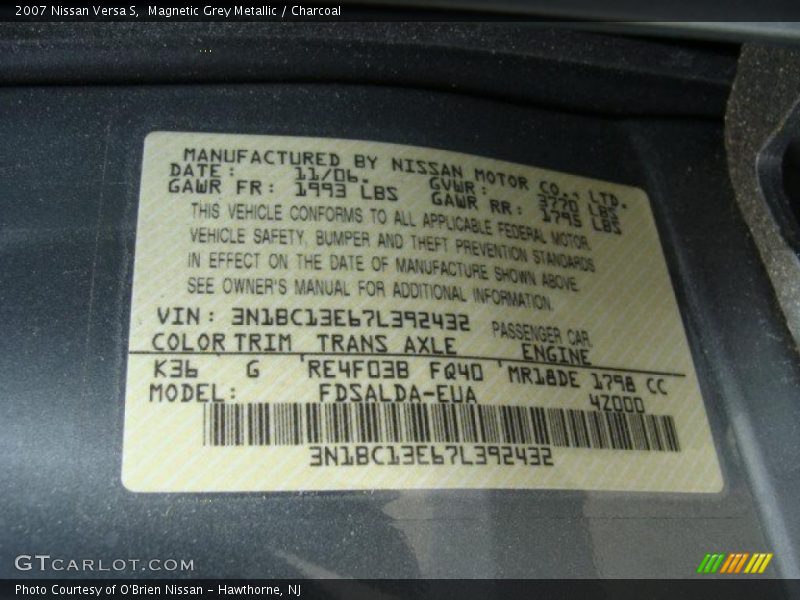 2007 Nissan Versa S, Magnetic Grey Metallic / Charcoal
MANUFACTURED BY NISSAN MOTOR CO., LTD.
DATE: 11/06. GVWR: 3770 LBS
GAWR FR: 1993 LBS GAWR RR: 1795 LBS
THIS VEHICLE CONFORMS TO ALL APPLICABLE FEDERAL MOTOR
VEHICLE SAFETY, BUMPER AND THEFT PREVENTION STANDARDS
IN EFFECT ON THE DATE OF MANUFACTURE SHOWN ABOVE.
SEE OWNER'S MANUAL FOR ADDITIONAL INFORMATION.
VIN: 3N1BC13E67L392432 PASSENGER CAR
COLOR TRIM TRANS AXLE ENGINE
K36 G RE4F03B FQ40 MR18DE 1798 CC
MODEL: FDSALDA-EUA 4Z000
3N1BC13E67L392432
GTCARLOT.COM
Photo Courtesy of O'Brien Nissan - Hawthorne, NJ